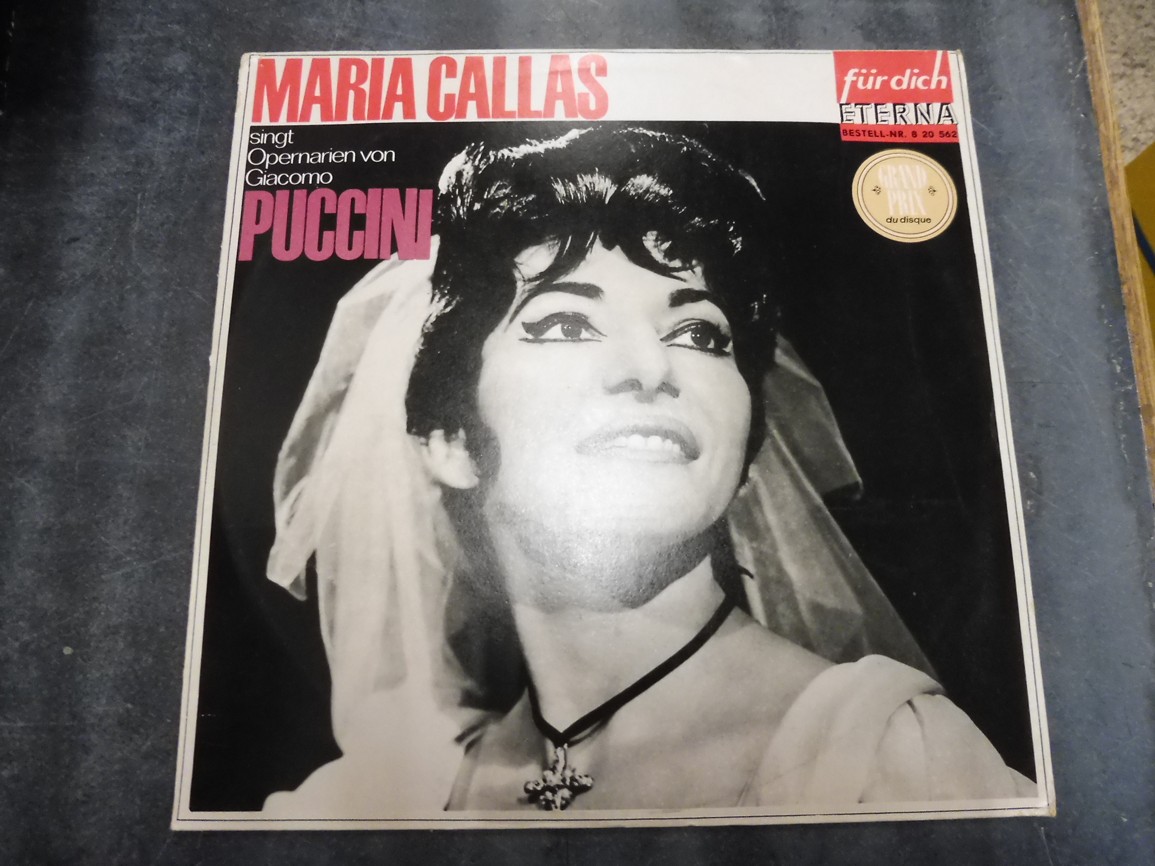 MARIA CALLAS
singt
Opernarien von
Giacomo
PUCCINI
für dich
ETERNA
BESTELL-NR. 8 20 562
GRAND
PRIX
du disque